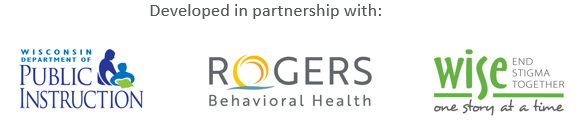 Developed in partnership with:
WISCONSIN
DEPARTMENT OF
PUBLIC
INSTRUCTION
ROGERS
Behavioral Health
wise END
STIGMA
TOGETHER
one story at a time